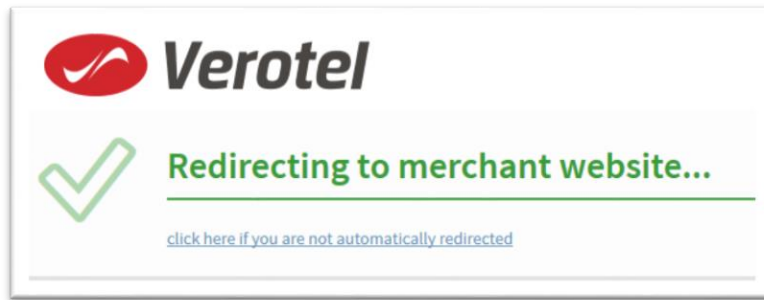 Verotel
Redirecting to merchant website...
click here if you are not automatically redirected